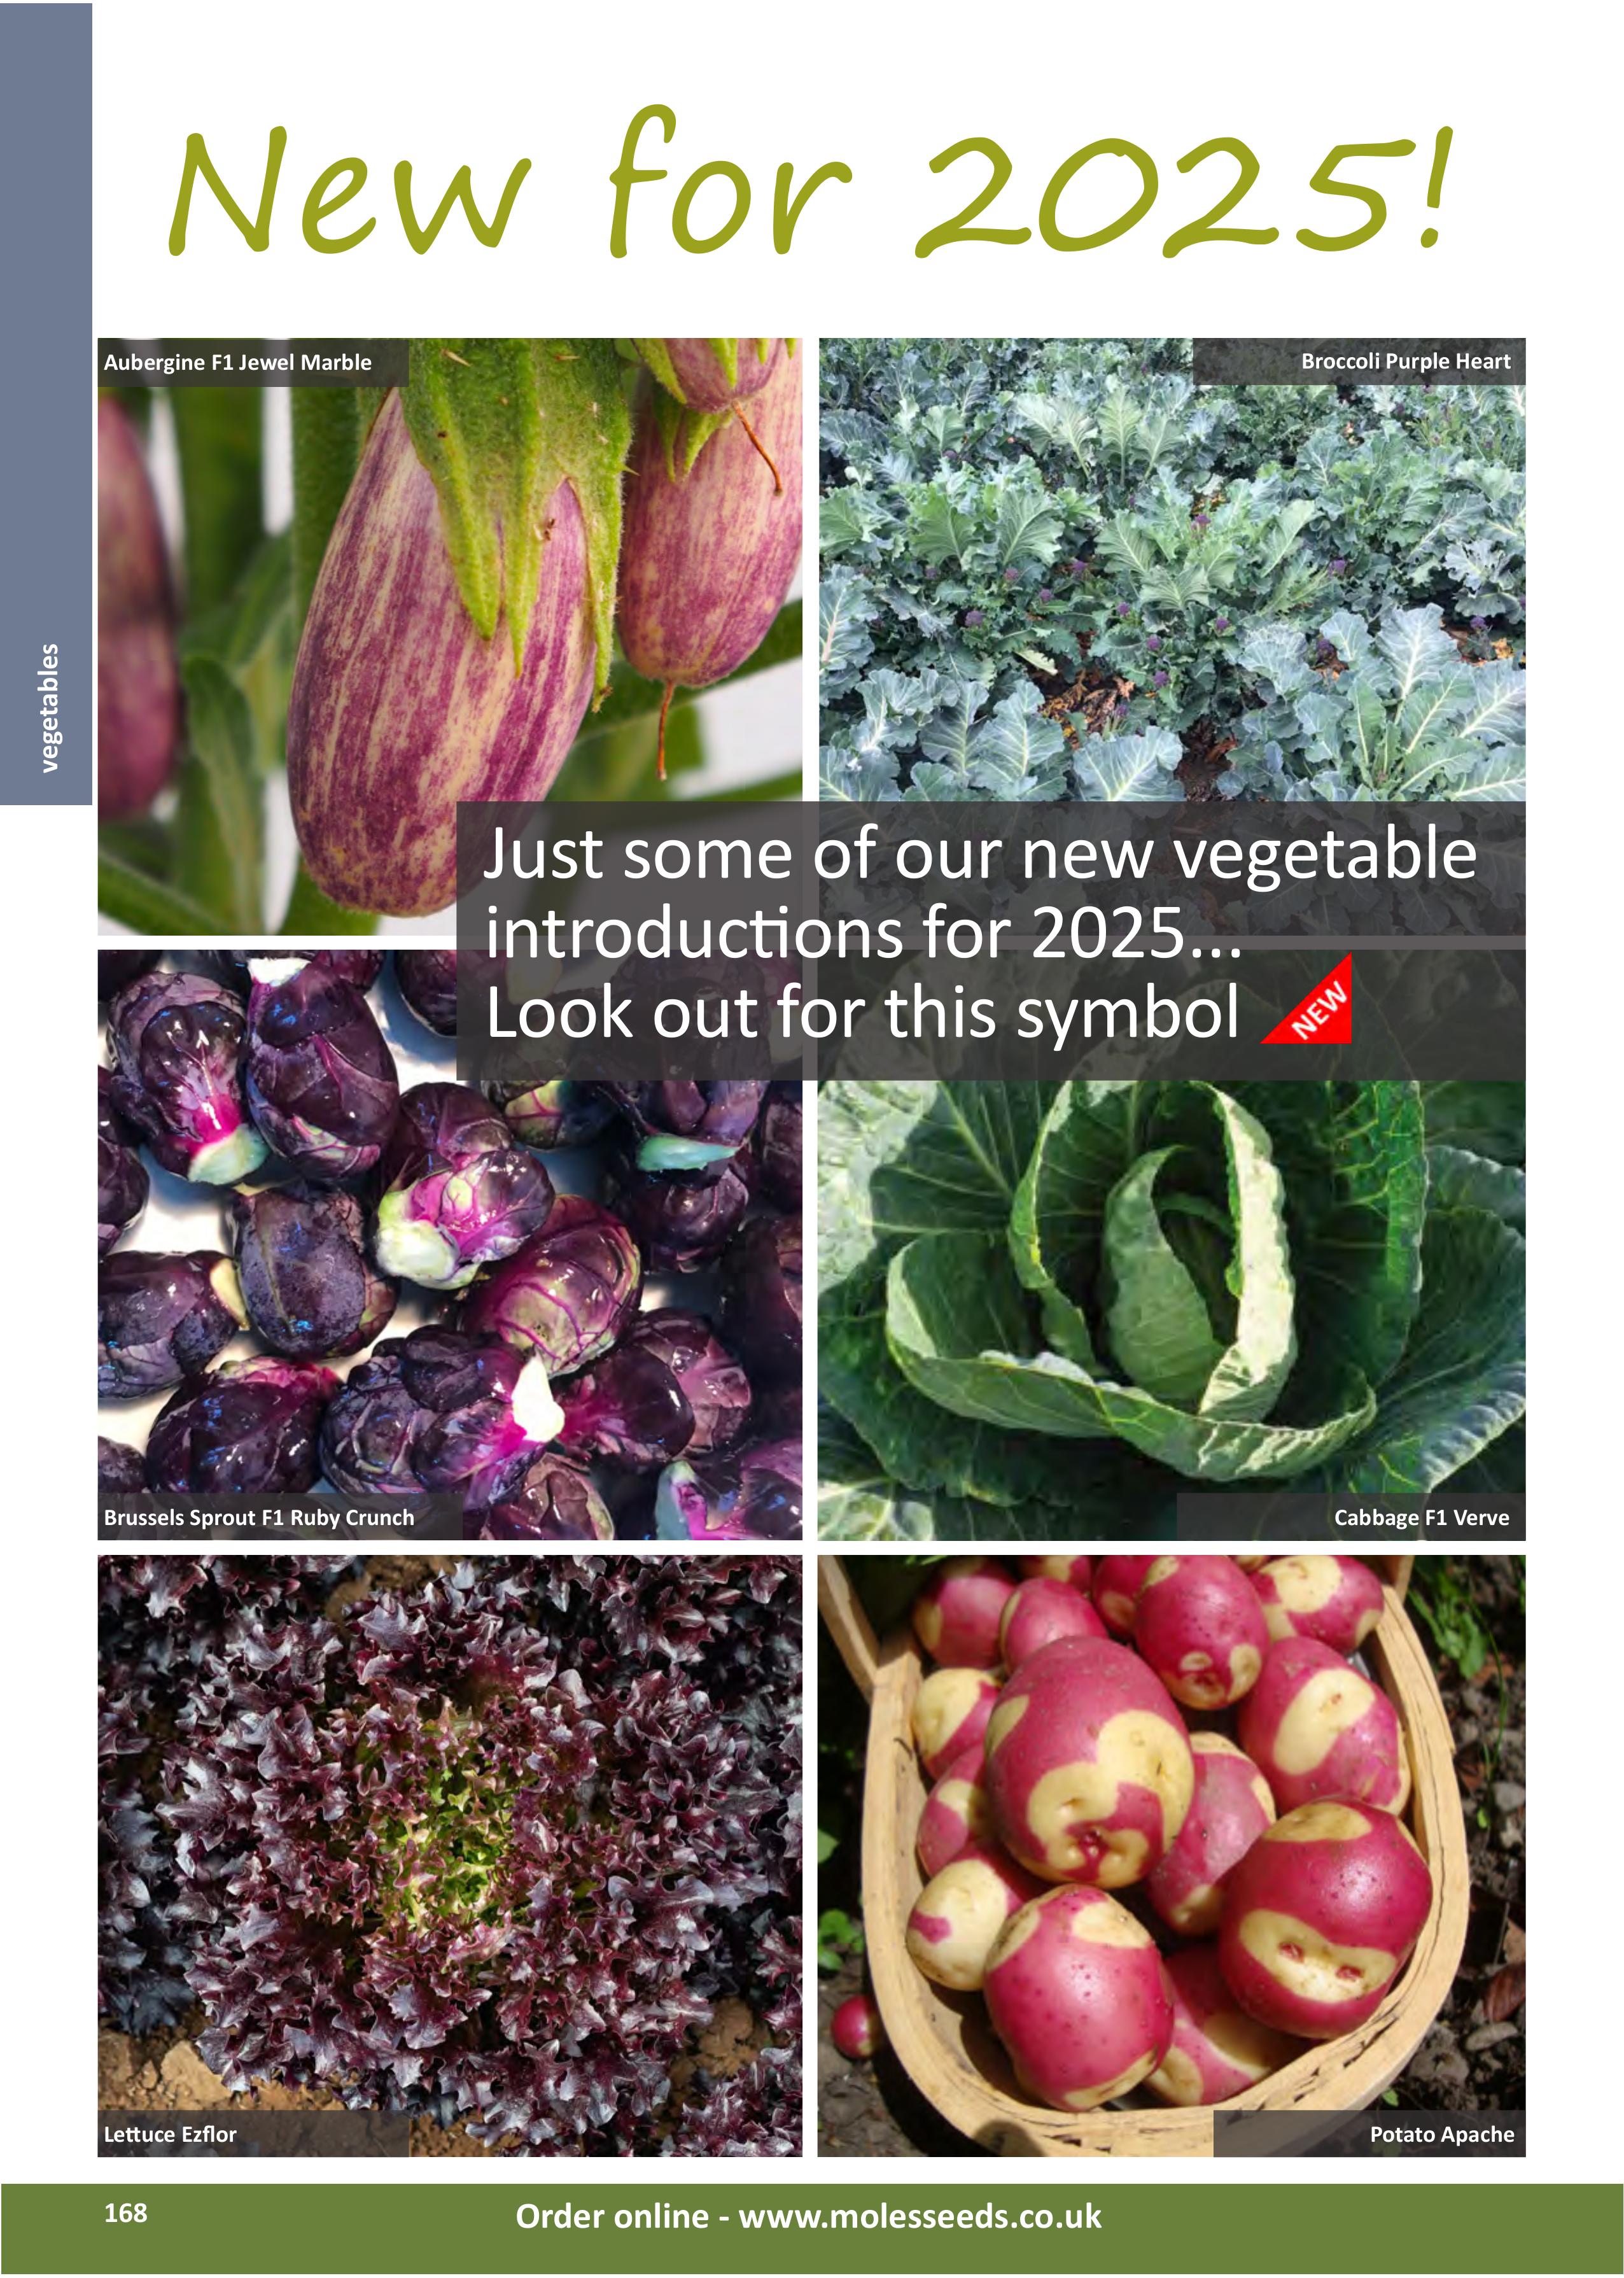 New for 2025!
vegetables
Aubergine F1 Jewel Marble
Broccoli Purple Heart
Just some of our new vegetable
introductions for 2025...
Look out for this symbol NEW
Brussels Sprout F1 Ruby Crunch
Cabbage F1 Verve
Lettuce Ezflor
Potato Apache
168
Order online - www.molesseeds.co.uk